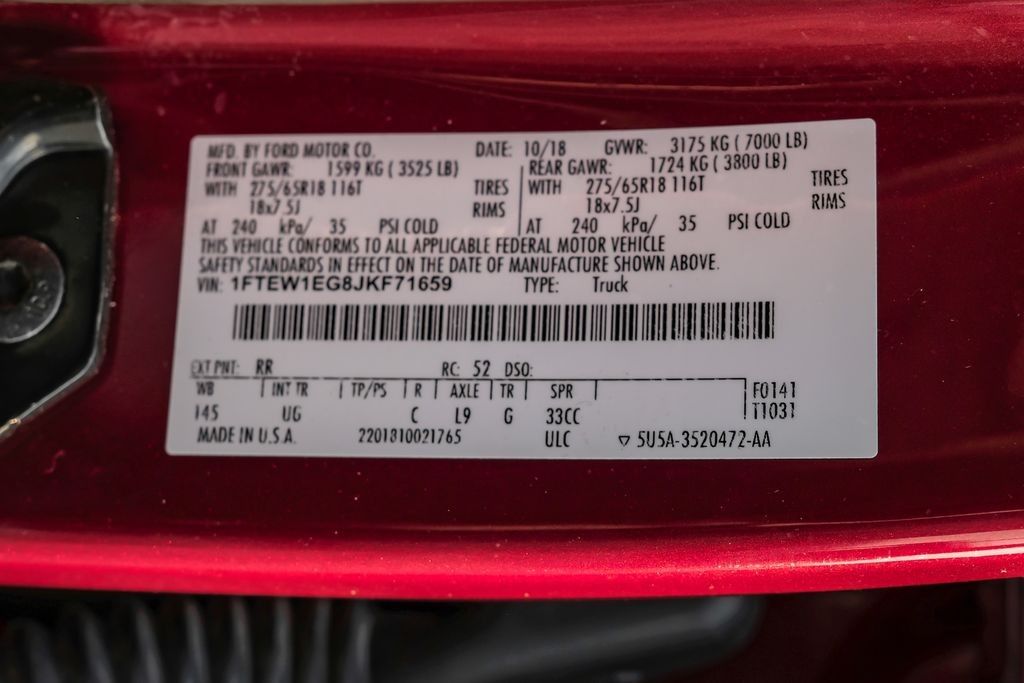 MFD. BY FORD MOTOR CO. DATE: 10/18 GVWR: 3175 KG ( 7000 LB)
FRONT GAWR: 1599 KG ( 3525 LB) REAR GAWR: 1724 KG ( 3800 LB)
WITH 275/65R18 116T TIRES WITH 275/65R18 116T TIRES
18x7.5J RIMS 18x7.5J RIMS
AT 240 kPa/ 35 PSI COLD AT 240 kPa/ 35 PSI COLD
THIS VEHICLE CONFORMS TO ALL APPLICABLE FEDERAL MOTOR VEHICLE
SAFETY STANDARDS IN EFFECT ON THE DATE OF MANUFACTURE SHOWN ABOVE.
VIN: 1FTEW1EG8JKF71659 TYPE: Truck
EXT PNT: RR RC: 52 DSO:
WB INT TR TP/PS R AXLE TR SPR F0141
145 UG C L9 G 33CC T1031
MADE IN U.S.A. 2201810021765 ULC ▽ 5U5A-3520472-AA